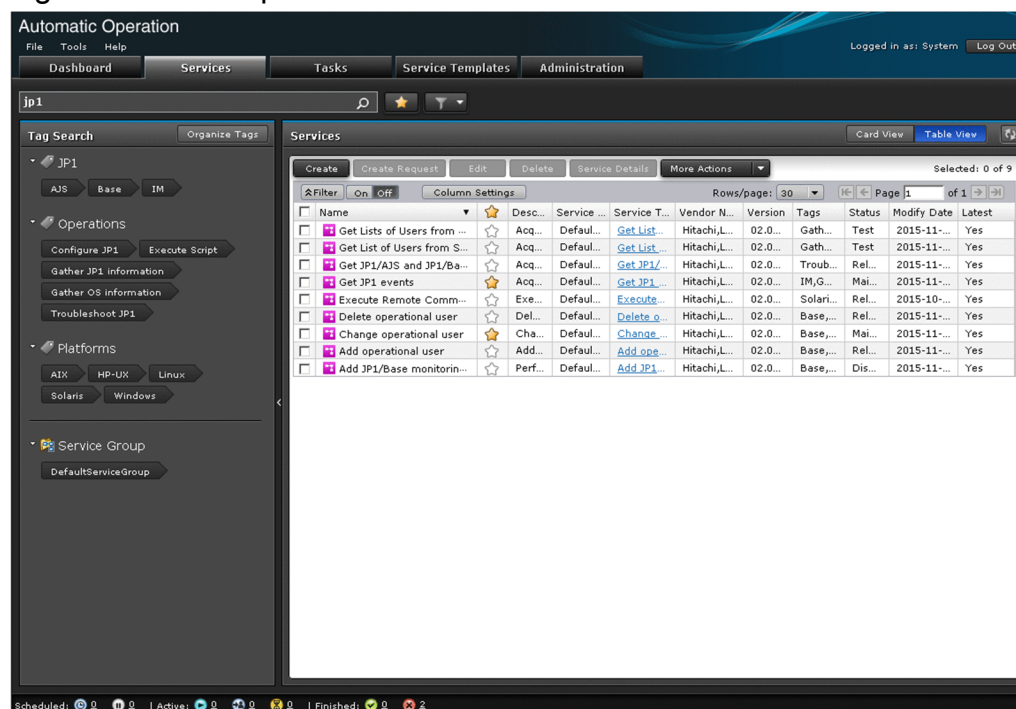 Automatic Operation
File Tools Help
Logged in as: System Log Out
Dashboard Services Tasks Service Templates Administration
jp1
Tag Search Organize Tags
JP1
AJS Base IM
Operations
Configure JP1 Execute Script
Gather JP1 information
Gather OS information
Troubleshoot JP1
Platforms
AIX HP-UX Linux
Solaris Windows
Service Group
DefaultServiceGroup
Services Card View Table View
Create Create Request Edit Delete Service Details More Actions Selected: 0 of 9
Filter On Off Column Settings Rows/page: 30 Page 1 of 1
Name Desc... Service ... Service T... Vendor N... Version Tags Status Modify Date Latest
Get Lists of Users from ... Acq... Defaul... Get List... Hitachi,L... 02.0... Gath... Test 2015-11-... Yes
Get List of Users from S... Acq... Defaul... Get List ... Hitachi,L... 02.0... Gath... Test 2015-11-... Yes
Get JP1/AJS and JP1/Ba... Acq... Defaul... Get JP1/... Hitachi,L... 02.0... Troub... Rel... 2015-11-... Yes
Get JP1 events Acq... Defaul... Get JP1 ... Hitachi,L... 02.0... IM,G... Mai... 2015-11-... Yes
Execute Remote Comm... Exe... Defaul... Execute... Hitachi,L... 02.0... Solari... Rel... 2015-10-... Yes
Delete operational user Del... Defaul... Delete o... Hitachi,L... 02.0... Base,... Rel... 2015-11-... Yes
Change operational user Cha... Defaul... Change ... Hitachi,L... 02.0... Base,... Mai... 2015-11-... Yes
Add operational user Add... Defaul... Add ope... Hitachi,L... 02.0... Base,... Rel... 2015-11-... Yes
Add JP1/Base monitorin... Perf... Defaul... Add JP1... Hitachi,L... 02.0... Base,... Dis... 2015-11-... Yes
Scheduled: 0 0 | Active: 0 0 0 | Finished: 0 2